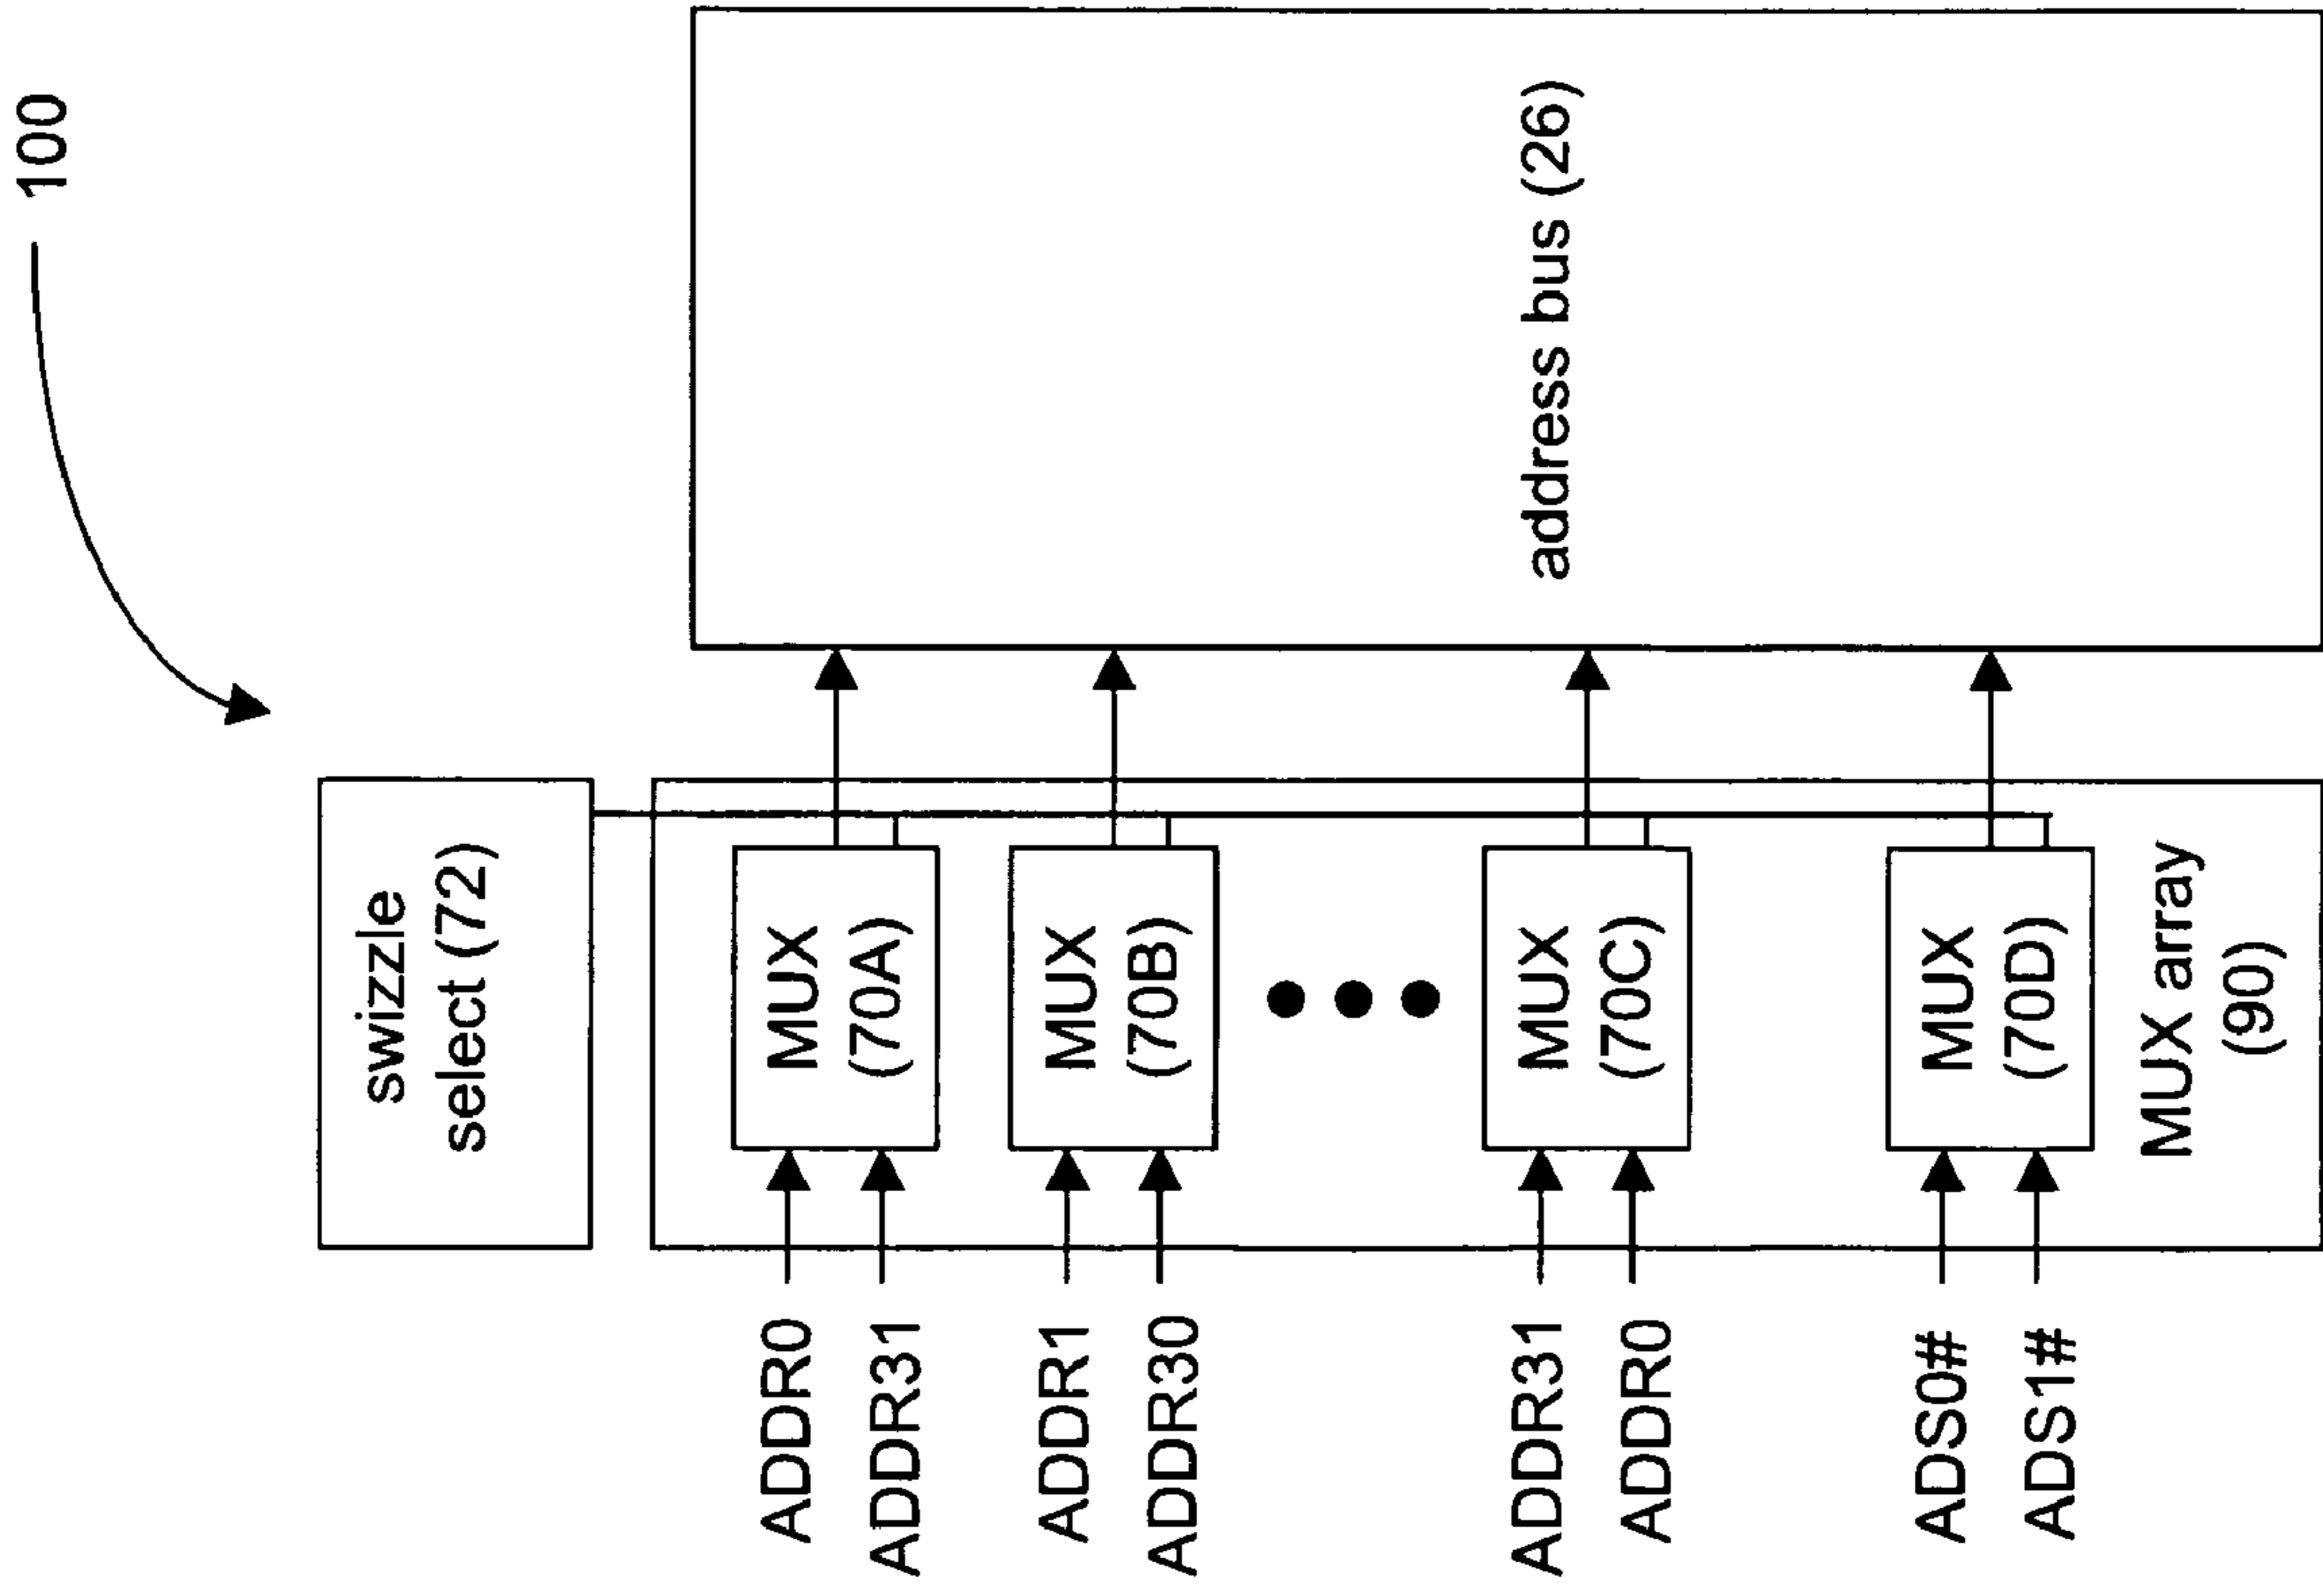 100
swizzle
select (72)
address bus (26)
MUX
(70A)
MUX
(70B)
MUX
(70C)
MUX
(70D)
MUX array
(90)
ADDR0
ADDR31
ADDR1
ADDR30
ADDR31
ADDR0
ADS0#
ADS1#